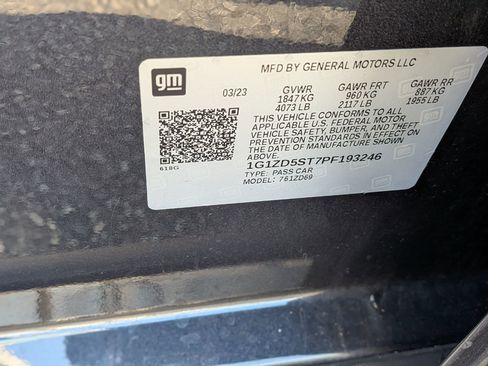 gm
MFD BY GENERAL MOTORS LLC
03/23 GVWR GAWR FRT GAWR RR
1847 KG 960 KG 887 KG
4073 LB 2117 LB 1955 LB
THIS VEHICLE CONFORMS TO ALL
APPLICABLE U.S. FEDERAL MOTOR
VEHICLE SAFETY, BUMPER, AND THEFT
PREVENTION STANDARDS IN EFFECT ON
THE DATE OF MANUFACTURE SHOWN
ABOVE.
618G
1G1ZD5ST7PF193246
TYPE: PASS CAR
MODEL: 761ZD69